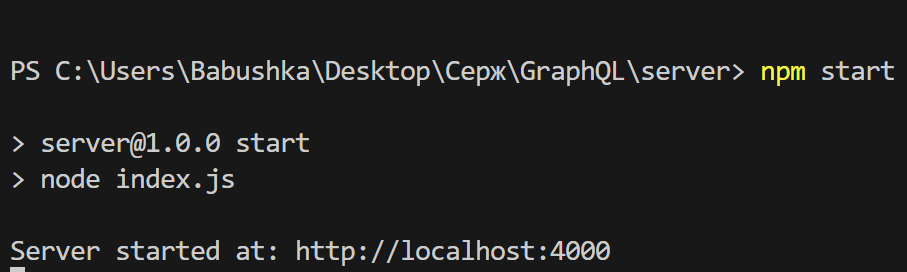 PS C:\Users\Babushka\Desktop\Серж\GraphQL\server> npm start
> server@1.0.0 start
> node index.js
Server started at: http://localhost:4000